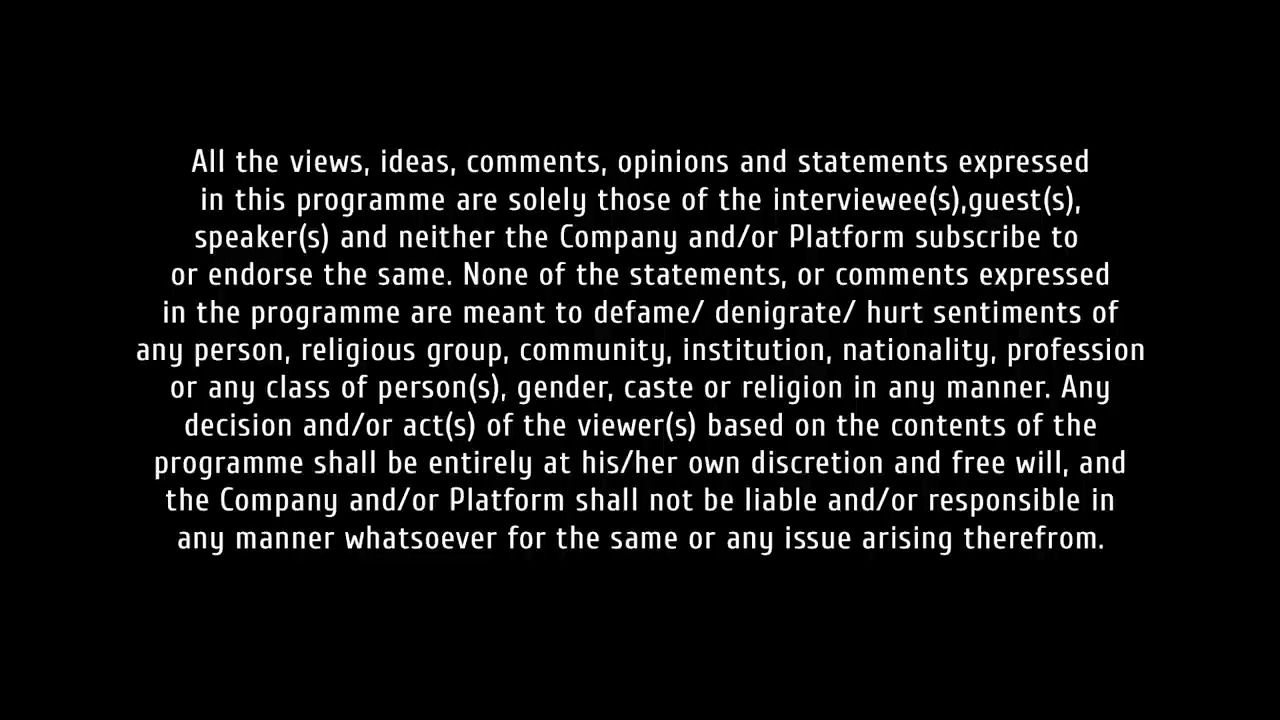 All the views, ideas, comments, opinions and statements expressed
in this programme are solely those of the interviewee(s),guest(s),
speaker(s) and neither the Company and/or Platform subscribe to
or endorse the same. None of the statements, or comments expressed
in the programme are meant to defame/ denigrate/ hurt sentiments of
any person, religious group, community, institution, nationality, profession
or any class of person(s), gender, caste or religion in any manner. Any
decision and/or act(s) of the viewer(s) based on the contents of the
programme shall be entirely at his/her own discretion and free will, and
the Company and/or Platform shall not be liable and/or responsible in
any manner whatsoever for the same or any issue arising therefrom.